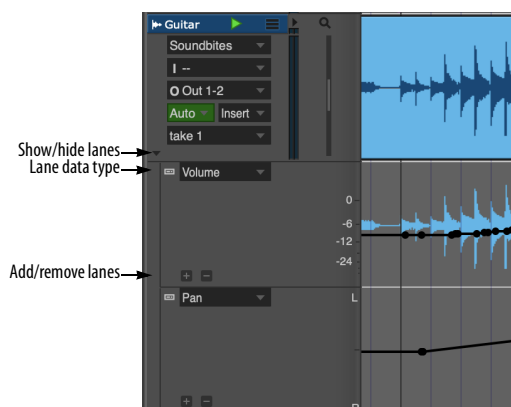 Guitar
Soundbites
I --
O Out 1-2
Auto Insert
take 1
Show/hide lanes
Lane data type
Volume
0
-6
-12
-24
Add/remove lanes
+ -
Pan
L
+ -
R